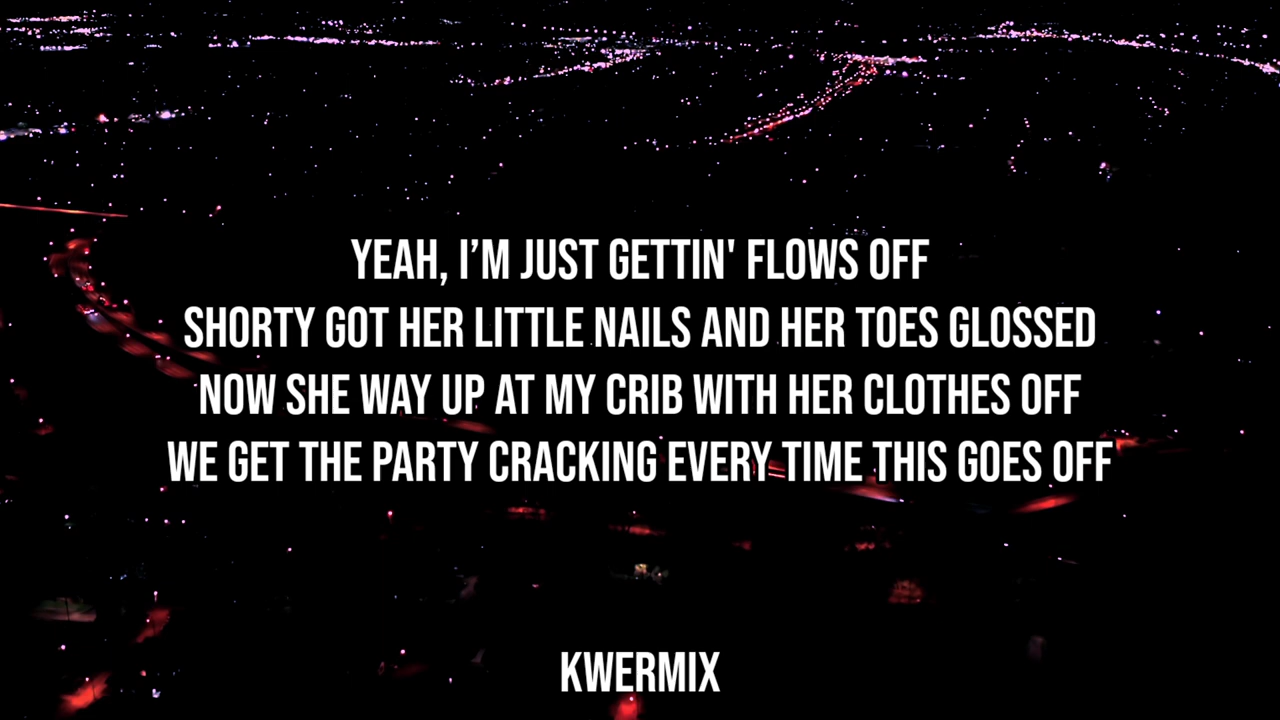 YEAH, I’M JUST GETTIN' FLOWS OFF
SHORTY GOT HER LITTLE NAILS AND HER TOES GLOSSED
NOW SHE WAY UP AT MY CRIB WITH HER CLOTHES OFF
WE GET THE PARTY CRACKING EVERY TIME THIS GOES OFF
KWERMIX